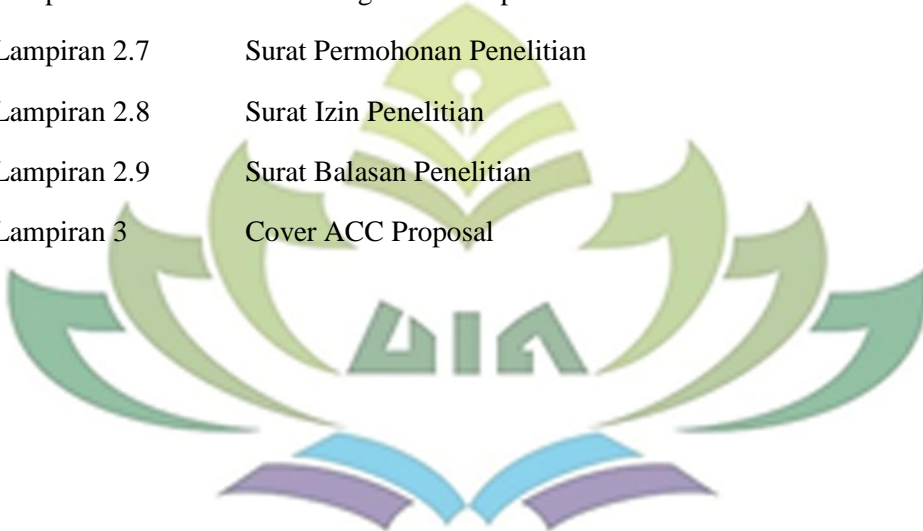 Lampiran 2.7 Surat Permohonan Penelitian
Lampiran 2.8 Surat Izin Penelitian
Lampiran 2.9 Surat Balasan Penelitian
Lampiran 3 Cover ACC Proposal
UIN